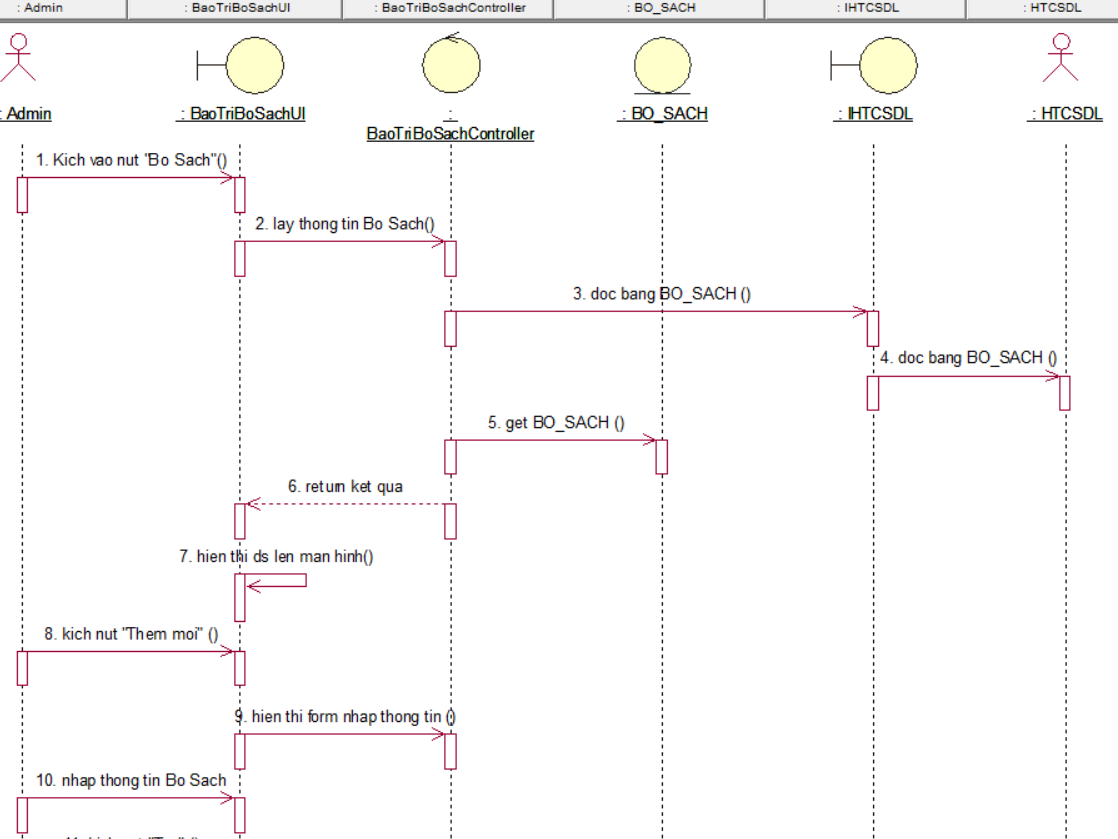 : Admin
: BaoTriBoSachUI
: BaoTriBoSachController
: BO_SACH
: IHTCSDL
: HTCSDL
: Admin
: BaoTriBoSachUI
:
BaoTriBoSachController
: BO_SACH
: IHTCSDL
: HTCSDL
1. Kich vao nut "Bo Sach"()
2. lay thong tin Bo Sach()
3. doc bang BO_SACH ()
4. doc bang BO_SACH ()
5. get BO_SACH ()
6. return ket qua
7. hien thi ds len man hinh()
8. kich nut "Them moi" ()
9. hien thi form nhap thong tin ()
10. nhap thong tin Bo Sach